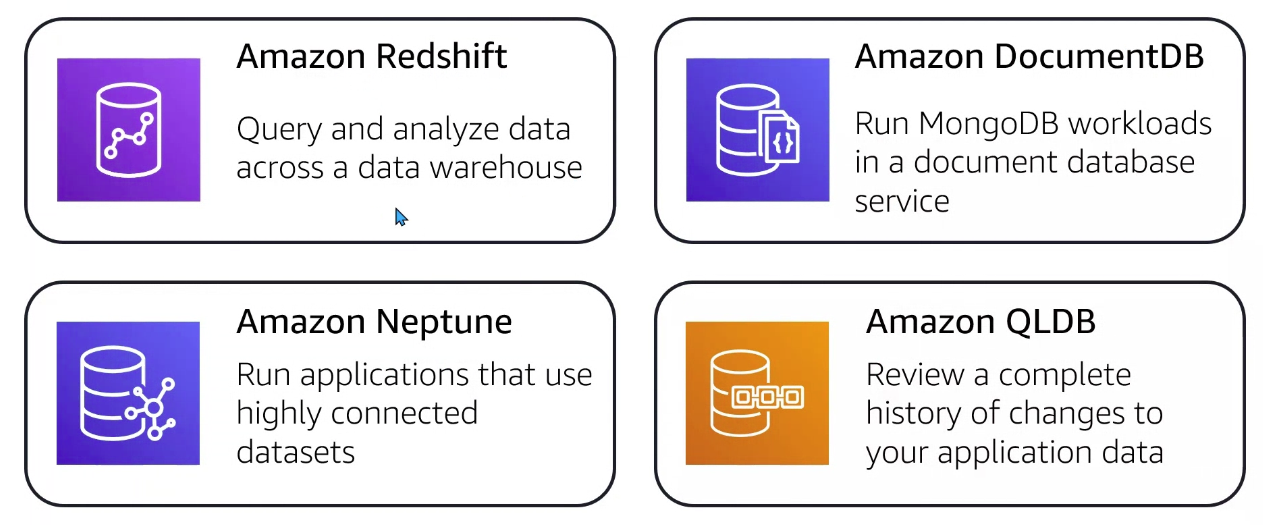 Amazon Redshift
Query and analyze data
across a data warehouse
Amazon DocumentDB
Run MongoDB workloads
in a document database
service
Amazon Neptune
Run applications that use
highly connected
datasets
Amazon QLDB
Review a complete
history of changes to
your application data